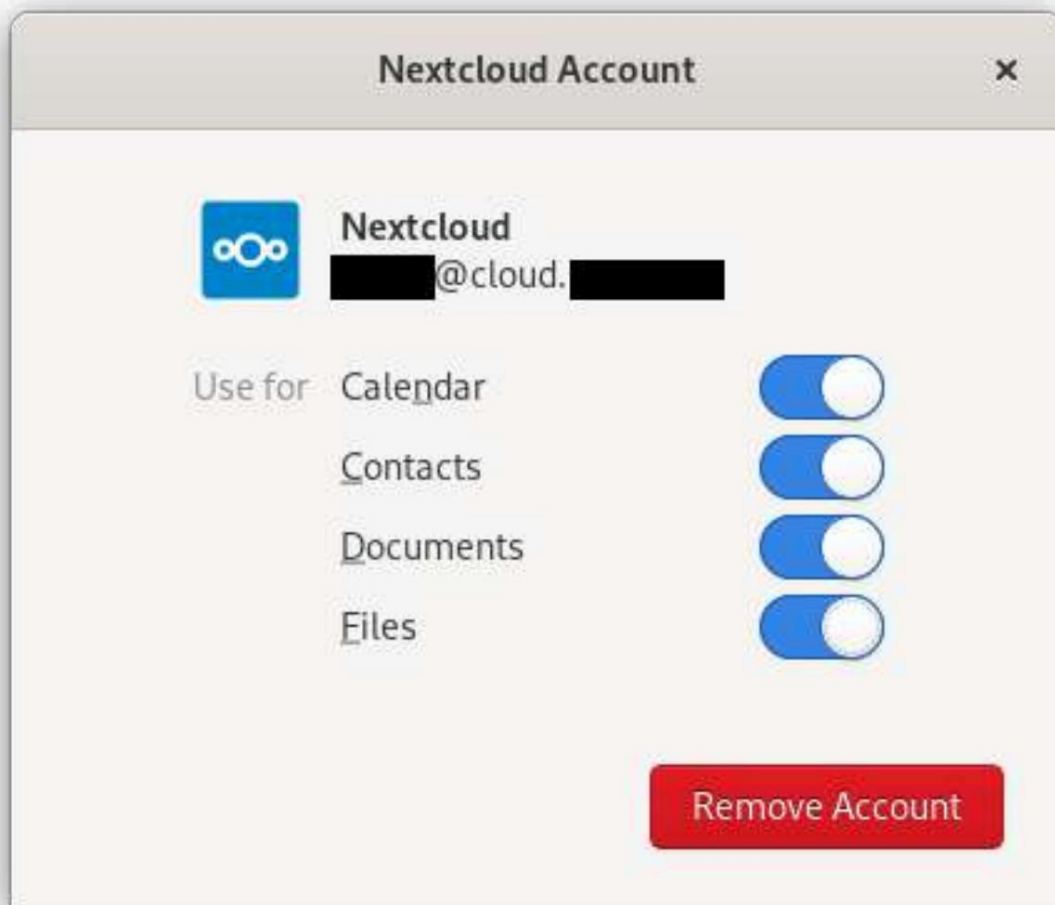 Nextcloud Account
Nextcloud
@cloud.
Use for Calendar
Contacts
Documents
Files
Remove Account